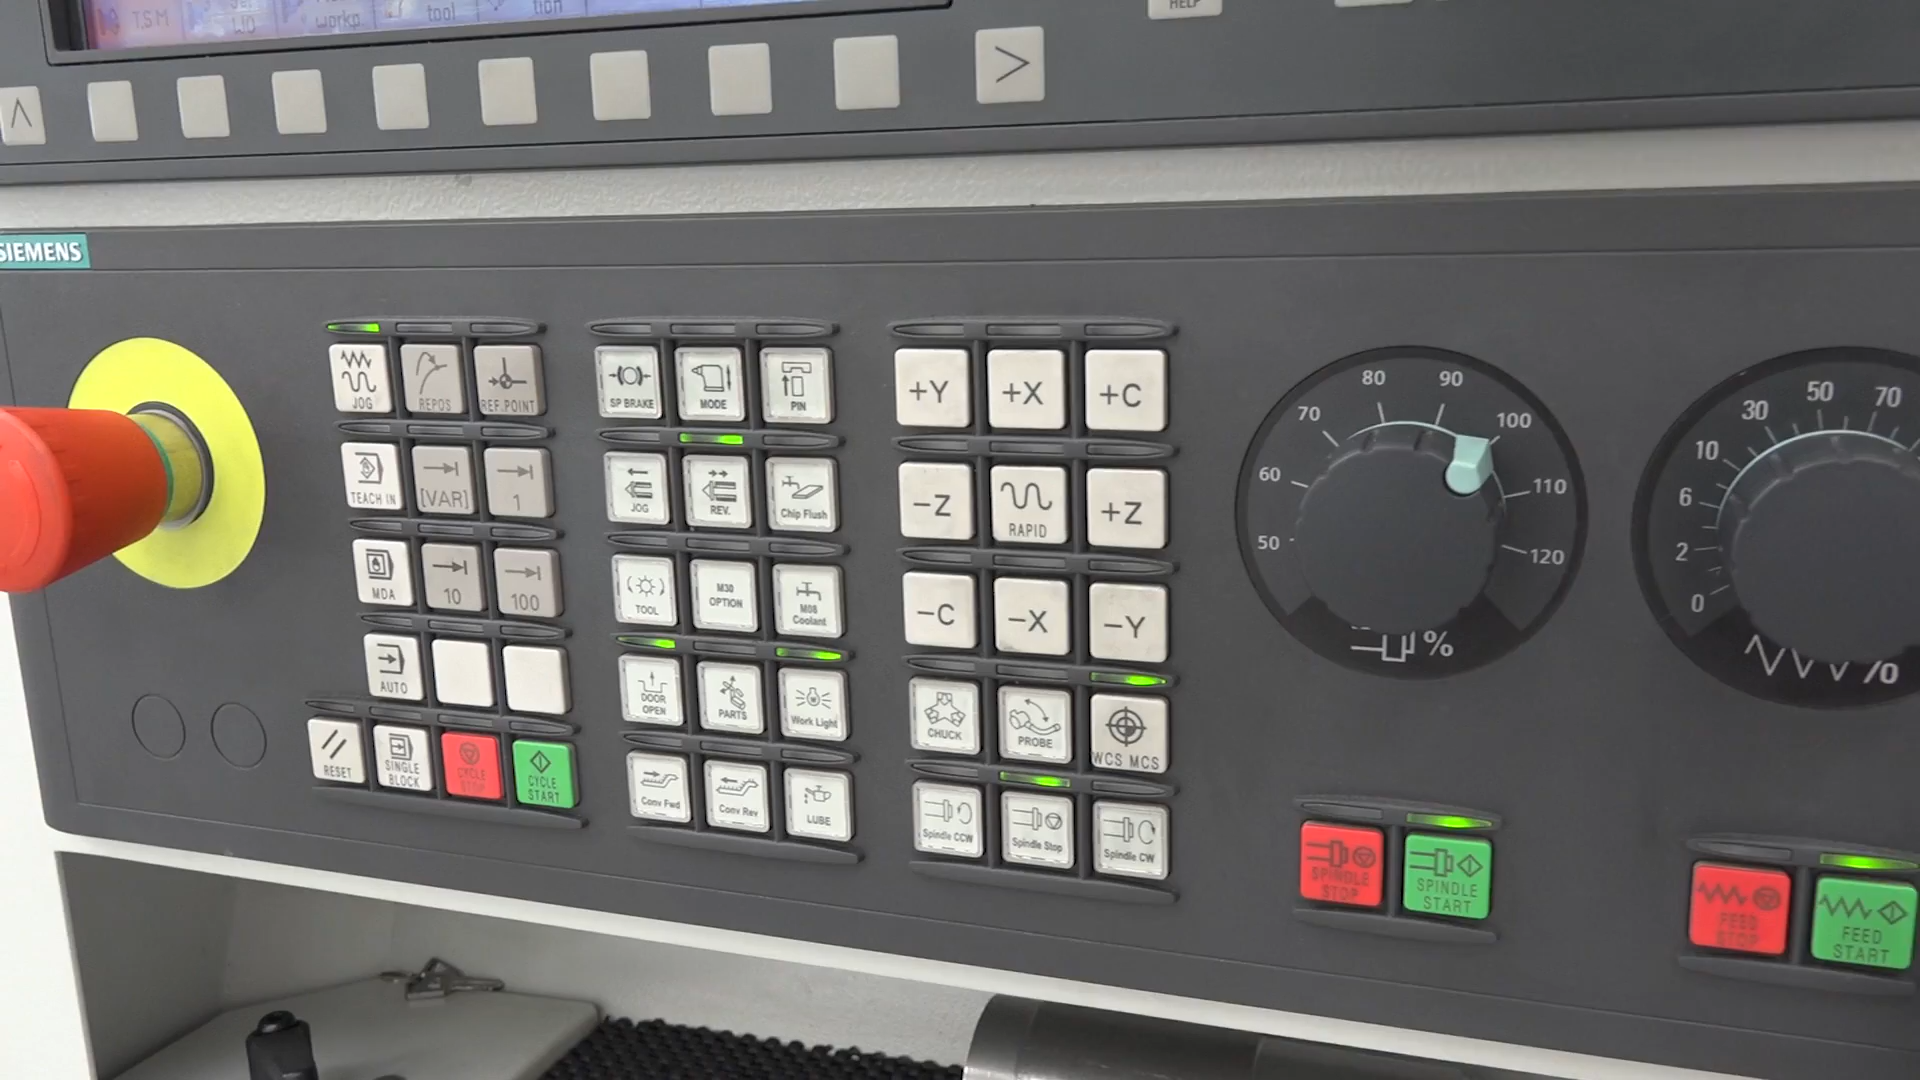 T.S.M
workp.
tool
HELP
>
SIEMENS
JOG
REPOS
REF.POINT
TEACH IN
[VAR]
1
MDA
10
100
AUTO
RESET
SINGLE
BLOCK
CYCLE
STOP
CYCLE
START
SP BRAKE
MODE
PIN
JOG
REV.
Chip Flush
TOOL
M30
OPTION
M08
Coolant
DOOR
OPEN
PARTS
Work Light
Conv Fwd
Conv Rev
LUBE
+Y
+X
+C
-Z
RAPID
+Z
-C
-X
-Y
CHUCK
PROBE
WCS MCS
Spindle CCW
Spindle Stop
Spindle CW
50
60
70
80
90
100
110
120
%
0
2
6
10
30
50
70
%
SPINDLE
STOP
SPINDLE
START
FEED
STOP
FEED
START